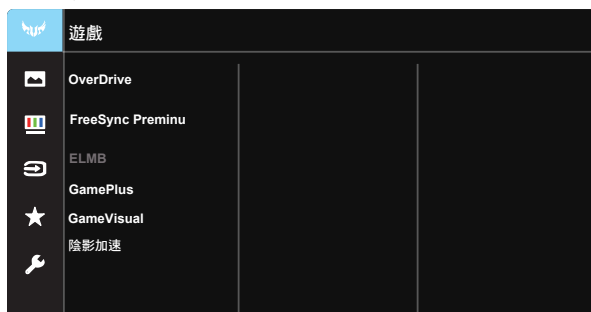 遊戲
OverDrive
FreeSync Preminu
ELMB
GamePlus
GameVisual
陰影加速